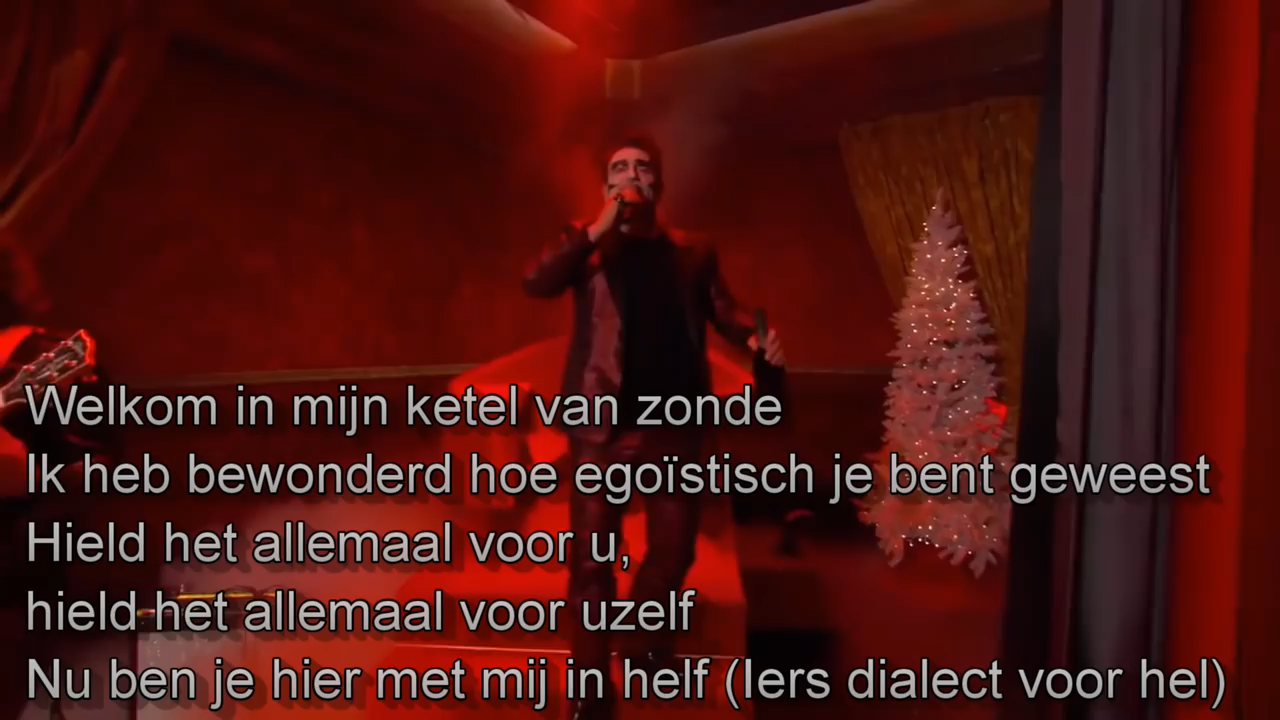 Welkom in mijn ketel van zonde
Ik heb bewonderd hoe egoïstisch je bent geweest
Hield het allemaal voor u,
hield het allemaal voor uzelf
Nu ben je hier met mij in helf (Iers dialect voor hel)